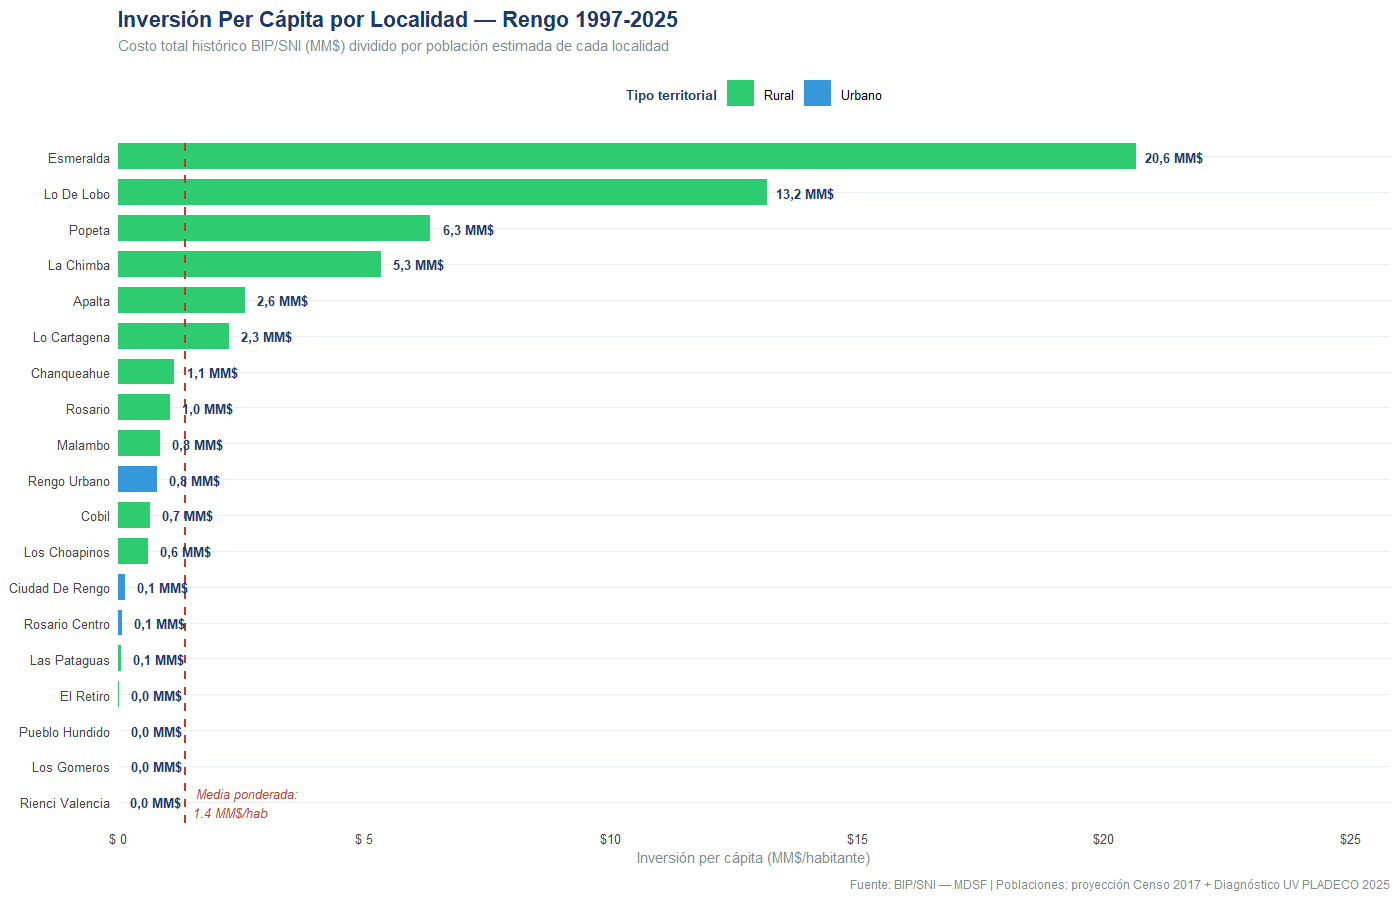 Inversión Per Cápita por Localidad — Rengo 1997-2025
Costo total histórico BIP/SNI (MM$) dividido por población estimada de cada localidad
Tipo territorial Rural Urbano
Esmeralda 20,6 MM$
Lo De Lobo 13,2 MM$
Popeta 6,3 MM$
La Chimba 5,3 MM$
Apalta 2,6 MM$
Lo Cartagena 2,3 MM$
Chanqueahue 1,1 MM$
Rosario 1,0 MM$
Malambo 0,8 MM$
Rengo Urbano 0,8 MM$
Cobil 0,7 MM$
Los Choapinos 0,6 MM$
Ciudad De Rengo 0,1 MM$
Rosario Centro 0,1 MM$
Las Pataguas 0,1 MM$
El Retiro 0,0 MM$
Pueblo Hundido 0,0 MM$
Los Gomeros 0,0 MM$
Rienci Valencia 0,0 MM$
Media ponderada:
1.4 MM$/hab
$ 0 $ 5 $10 $15 $20 $25
Inversión per cápita (MM$/habitante)
Fuente: BIP/SNI — MDSF | Poblaciones: proyección Censo 2017 + Diagnóstico UV PLADECO 2025